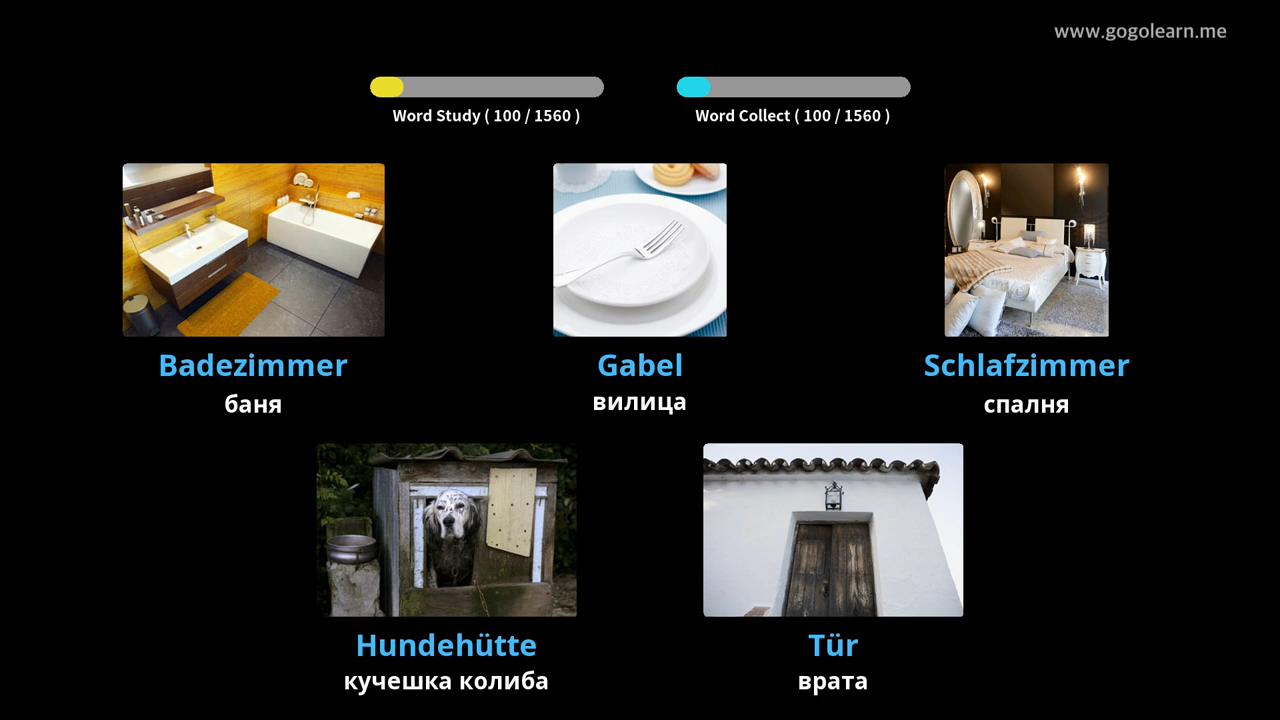 www.gogolearn.me
Word Study ( 100 / 1560 )
Word Collect ( 100 / 1560 )
Badezimmer
баня
Gabel
вилица
Schlafzimmer
спалня
Hundehütte
кучешка колиба
Tür
врата